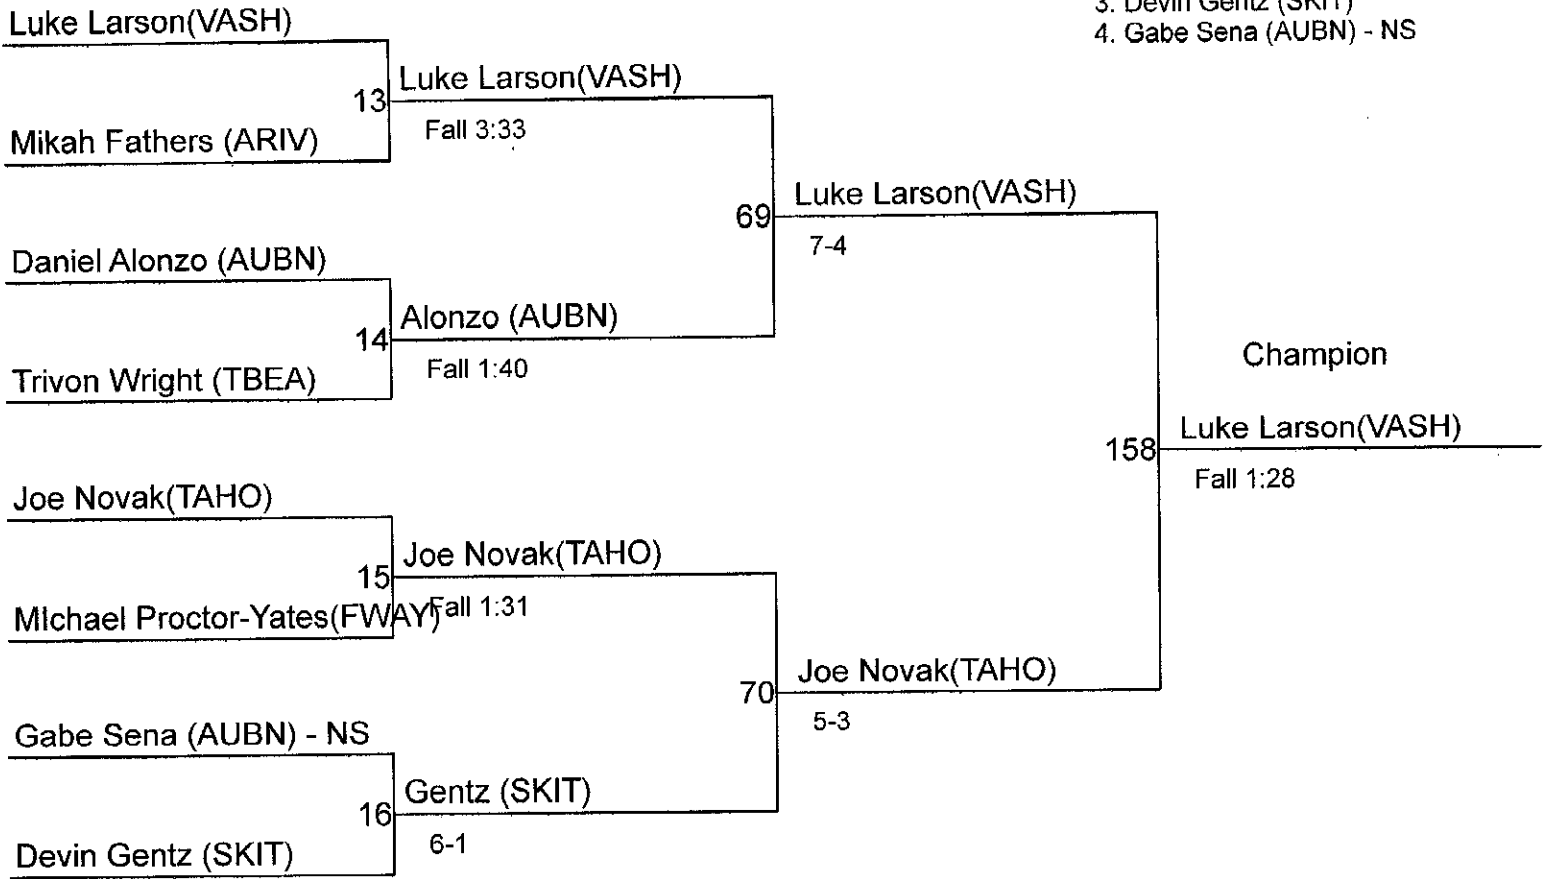 3. Devin Gentz (SKIT)
4. Gabe Sena (AUBN) - NS
Luke Larson(VASH)
13
Luke Larson(VASH)
Fall 3:33
Mikah Fathers (ARIV)
69
Luke Larson(VASH)
7-4
Daniel Alonzo (AUBN)
14
Alonzo (AUBN)
Fall 1:40
Trivon Wright (TBEA)
Champion
158
Luke Larson(VASH)
Fall 1:28
Joe Novak(TAHO)
15
Joe Novak(TAHO)
Fall 1:31
MIchael Proctor-Yates(FWAY)
70
Joe Novak(TAHO)
5-3
Gabe Sena (AUBN) - NS
16
Gentz (SKIT)
6-1
Devin Gentz (SKIT)